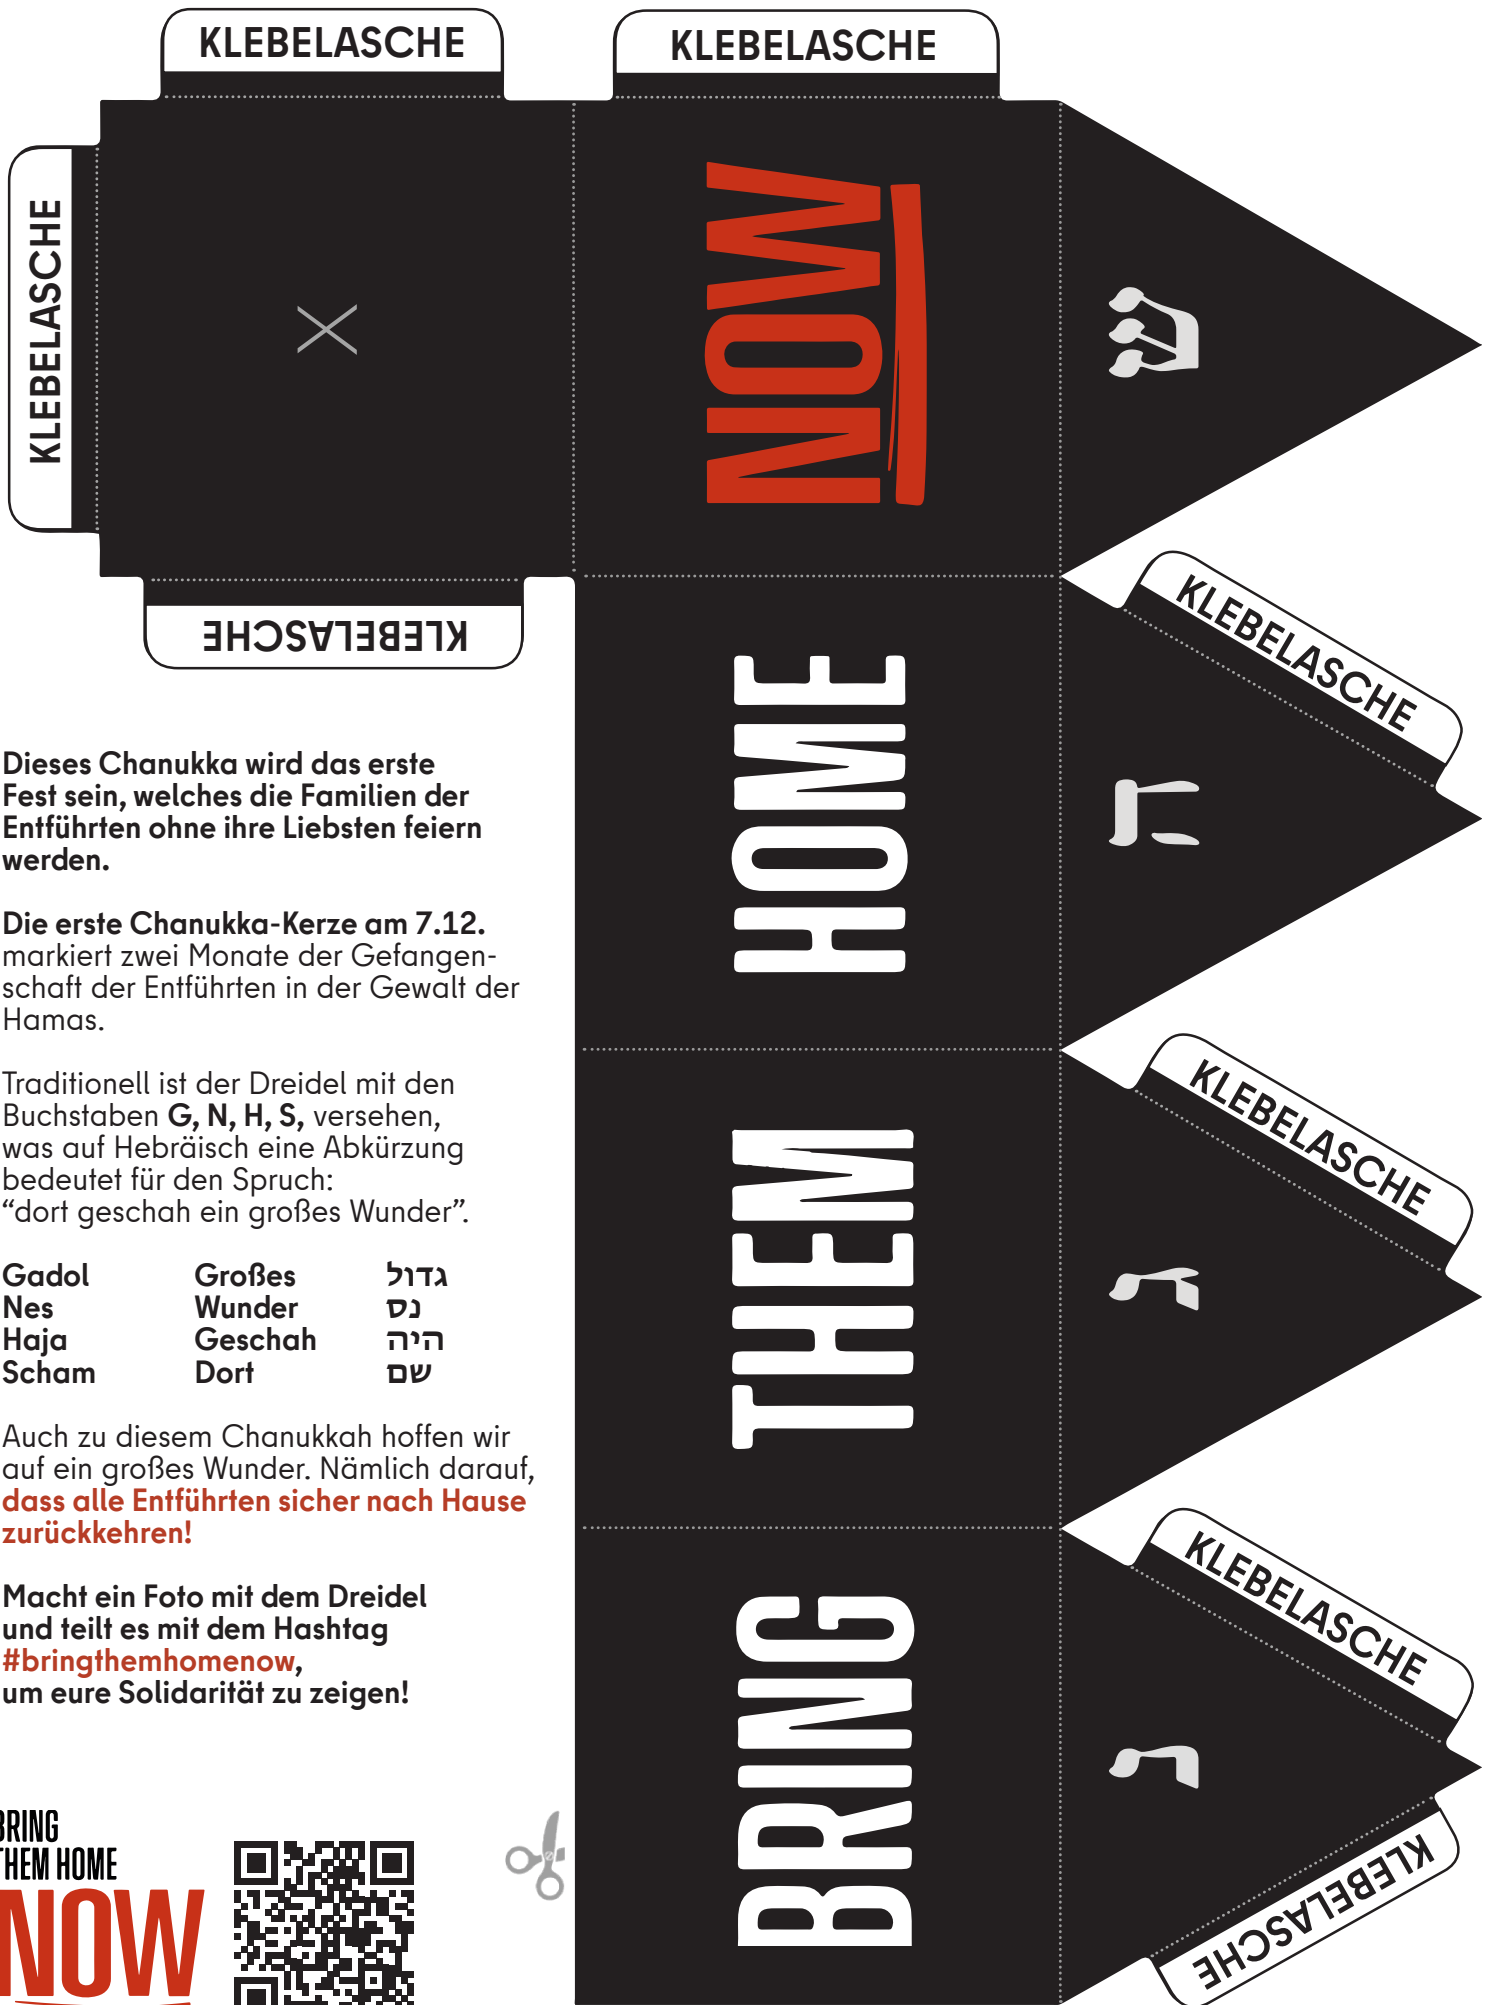 KLEBELASCHE
KLEBELASCHE
KLEBELASCHE
KLEBELASCHE
NOW
ש
HOME
ה
KLEBELASCHE
THEM
ג
KLEBELASCHE
BRING
נ
KLEBELASCHE
KLEBELASCHE
Dieses Chanukka wird das erste
Fest sein, welches die Familien der
Entführten ohne ihre Liebsten feiern
werden.
Die erste Chanukka-Kerze am 7.12.
markiert zwei Monate der Gefangen-
schaft der Entführten in der Gewalt der
Hamas.
Traditionell ist der Dreidel mit den
Buchstaben G, N, H, S, versehen,
was auf Hebräisch eine Abkürzung
bedeutet für den Spruch:
“dort geschah ein großes Wunder”.
Gadol Großes גדול
Nes Wunder נס
Haja Geschah היה
Scham Dort שם
Auch zu diesem Chanukkah hoffen wir
auf ein großes Wunder. Nämlich darauf,
dass alle Entführten sicher nach Hause
zurückkehren!
Macht ein Foto mit dem Dreidel
und teilt es mit dem Hashtag
#bringthemhomenow,
um eure Solidarität zu zeigen!
BRING
THEM HOME
NOW